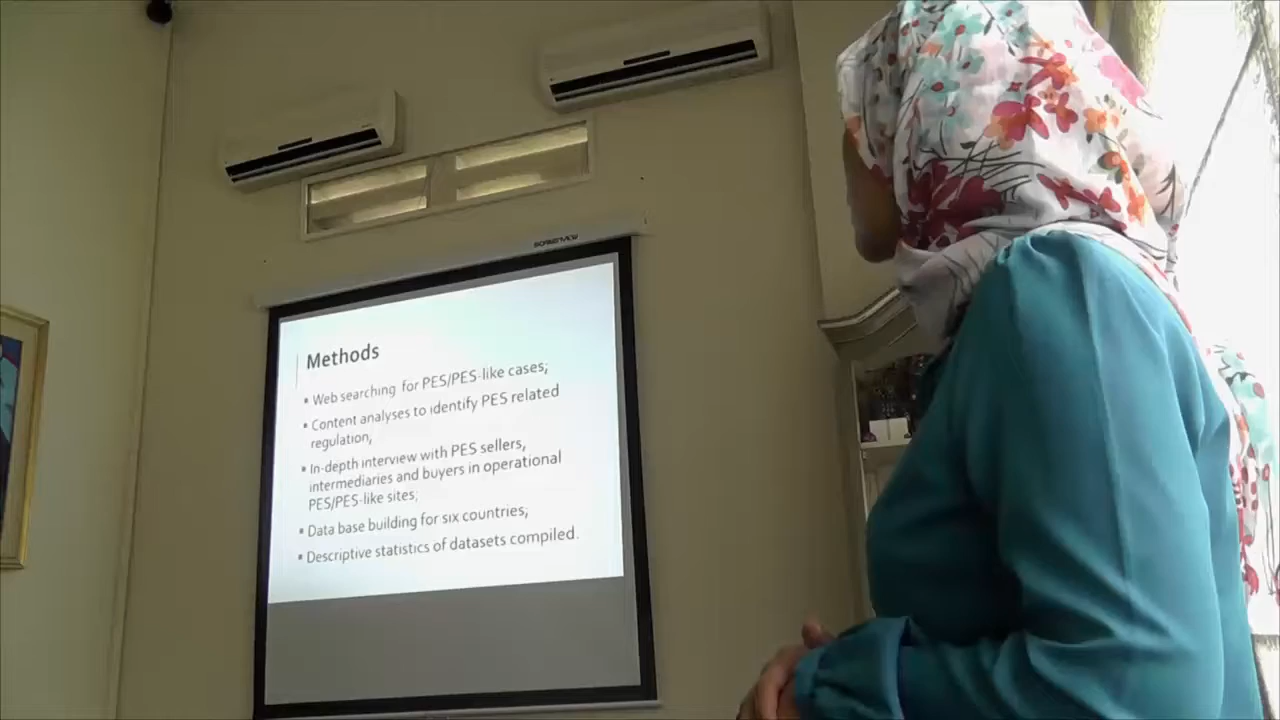 SCREENVIEW
Methods
▪ Web searching for PES/PES-like cases;
▪ Content analyses to identify PES related
regulation,
▪ In-depth interview with PES sellers,
intermediaries and buyers in operational
PES/PES-like sites;
▪ Data base building for six countries;
▪ Descriptive statistics of datasets compiled.